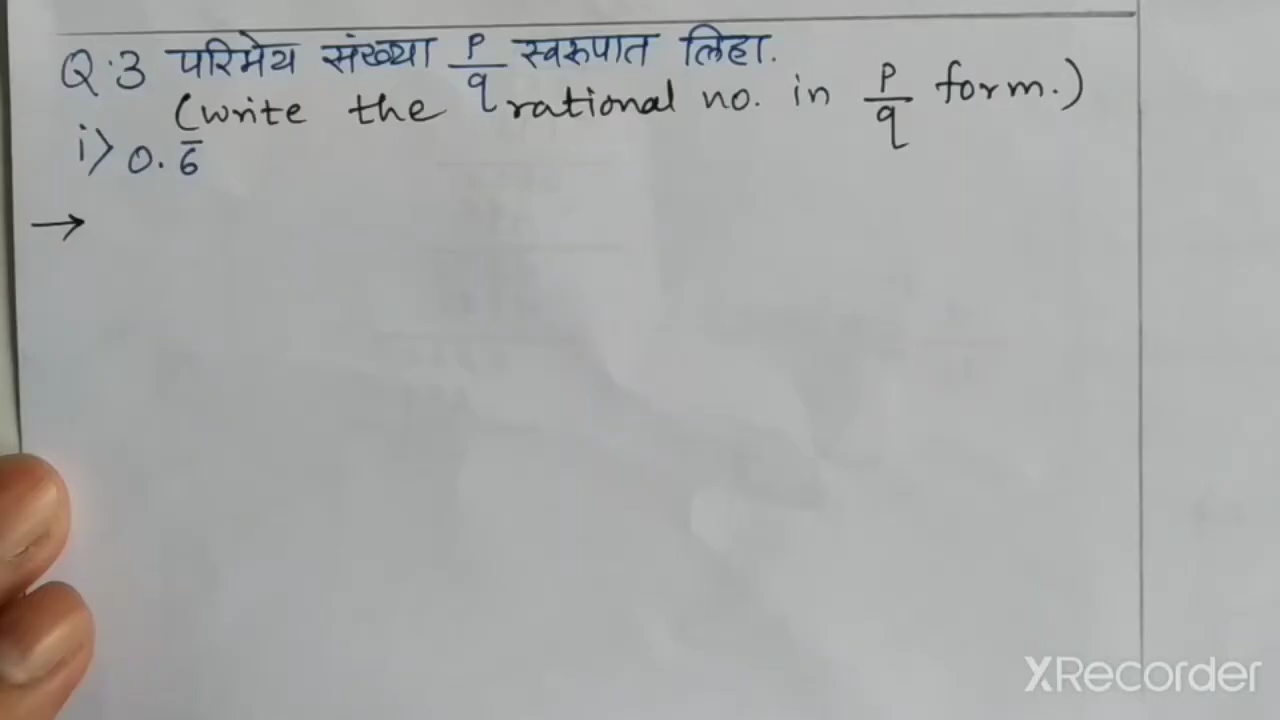 Q.3 परिमेय संख्या p/q स्वरूपात लिहा.
(write the rational no. in p/q form.)
i> 0.6̅
→
XRecorder